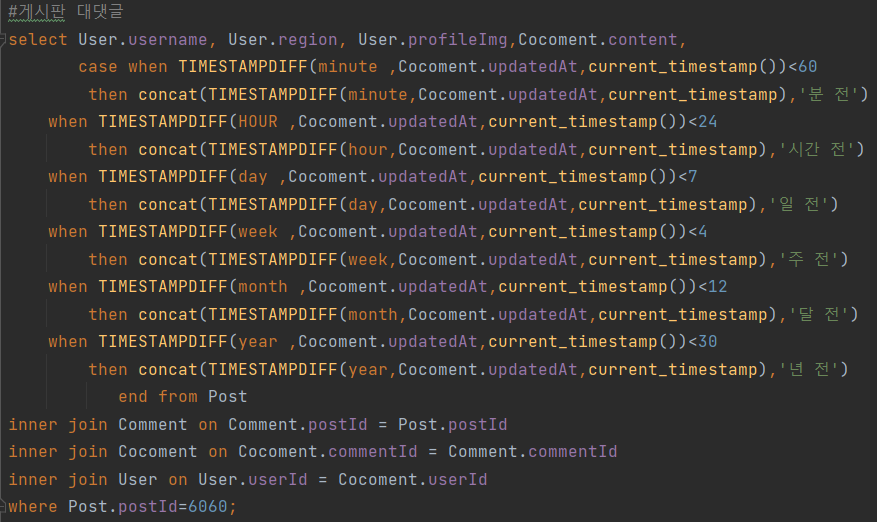 #게시판 대댓글
select User.username, User.region, User.profileImg,Cocoment.content,
case when TIMESTAMPDIFF(minute ,Cocoment.updatedAt,current_timestamp())<60
then concat(TIMESTAMPDIFF(minute,Cocoment.updatedAt,current_timestamp),'분 전')
when TIMESTAMPDIFF(HOUR ,Cocoment.updatedAt,current_timestamp())<24
then concat(TIMESTAMPDIFF(hour,Cocoment.updatedAt,current_timestamp),'시간 전')
when TIMESTAMPDIFF(day ,Cocoment.updatedAt,current_timestamp())<7
then concat(TIMESTAMPDIFF(day,Cocoment.updatedAt,current_timestamp),'일 전')
when TIMESTAMPDIFF(week ,Cocoment.updatedAt,current_timestamp())<4
then concat(TIMESTAMPDIFF(week,Cocoment.updatedAt,current_timestamp),'주 전')
when TIMESTAMPDIFF(month ,Cocoment.updatedAt,current_timestamp())<12
then concat(TIMESTAMPDIFF(month,Cocoment.updatedAt,current_timestamp),'달 전')
when TIMESTAMPDIFF(year ,Cocoment.updatedAt,current_timestamp())<30
then concat(TIMESTAMPDIFF(year,Cocoment.updatedAt,current_timestamp),'년 전')
end from Post
inner join Comment on Comment.postId = Post.postId
inner join Cocoment on Cocoment.commentId = Comment.commentId
inner join User on User.userId = Cocoment.userId
where Post.postId=6060;